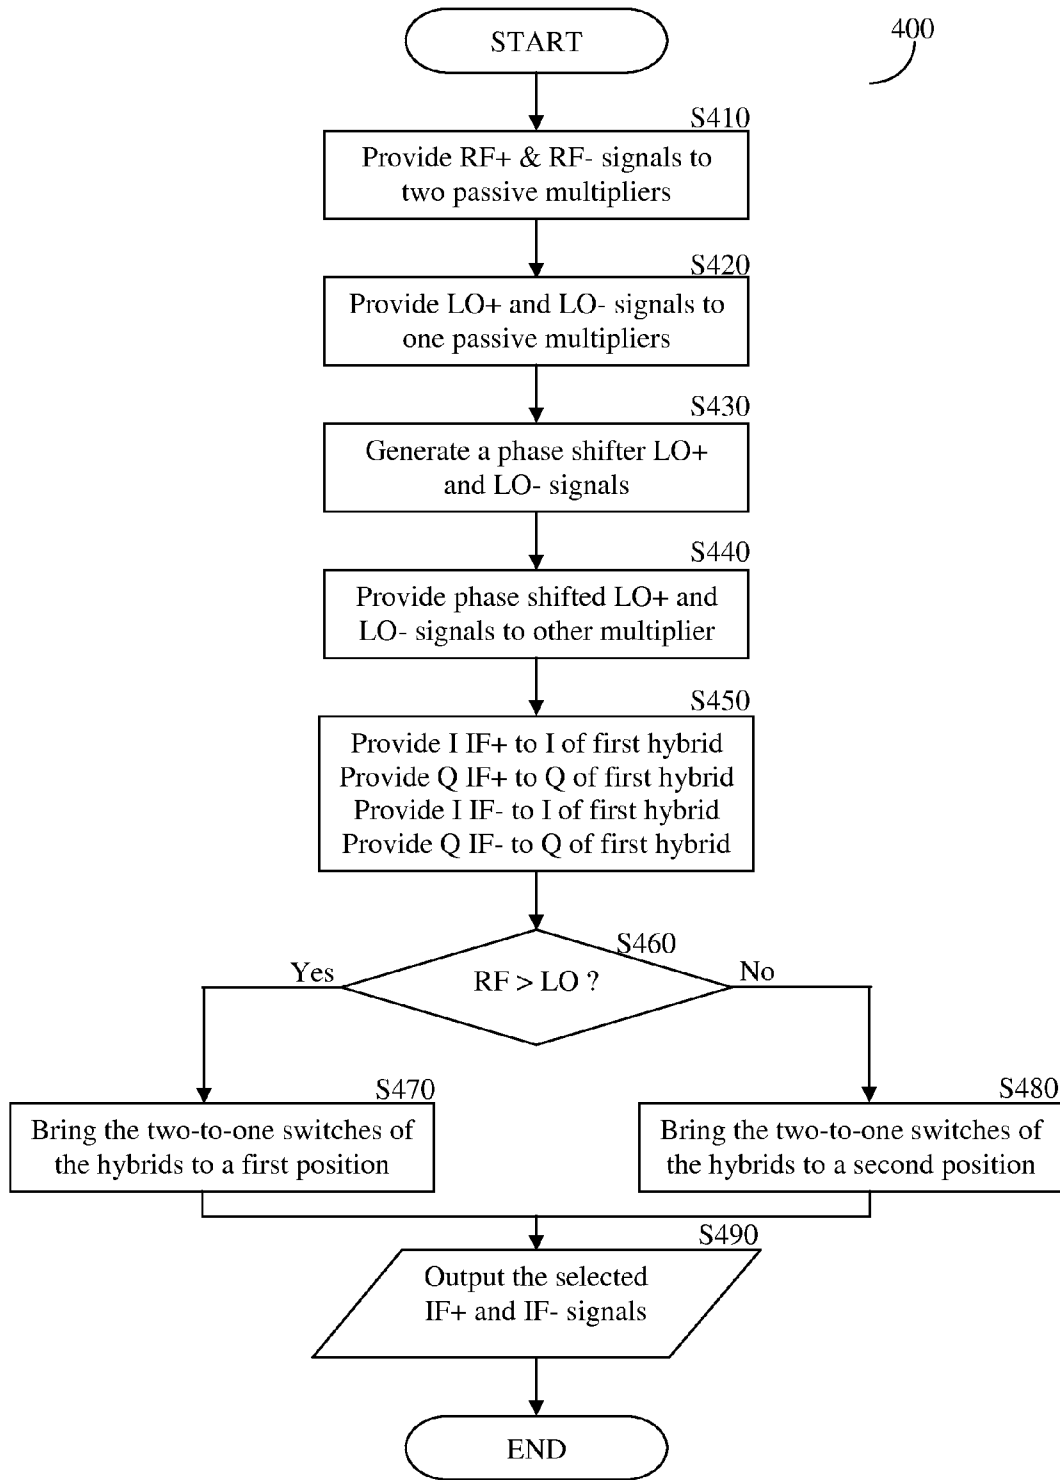 START
400
S410
Provide RF+ & RF- signals to
two passive multipliers
S420
Provide LO+ and LO- signals to
one passive multipliers
S430
Generate a phase shifter LO+
and LO- signals
S440
Provide phase shifted LO+ and
LO- signals to other multiplier
S450
Provide I IF+ to I of first hybrid
Provide Q IF+ to Q of first hybrid
Provide I IF- to I of first hybrid
Provide Q IF- to Q of first hybrid
S460
Yes
RF > LO ?
No
S470
Bring the two-to-one switches of
the hybrids to a first position
S480
Bring the two-to-one switches of
the hybrids to a second position
S490
Output the selected
IF+ and IF- signals
END